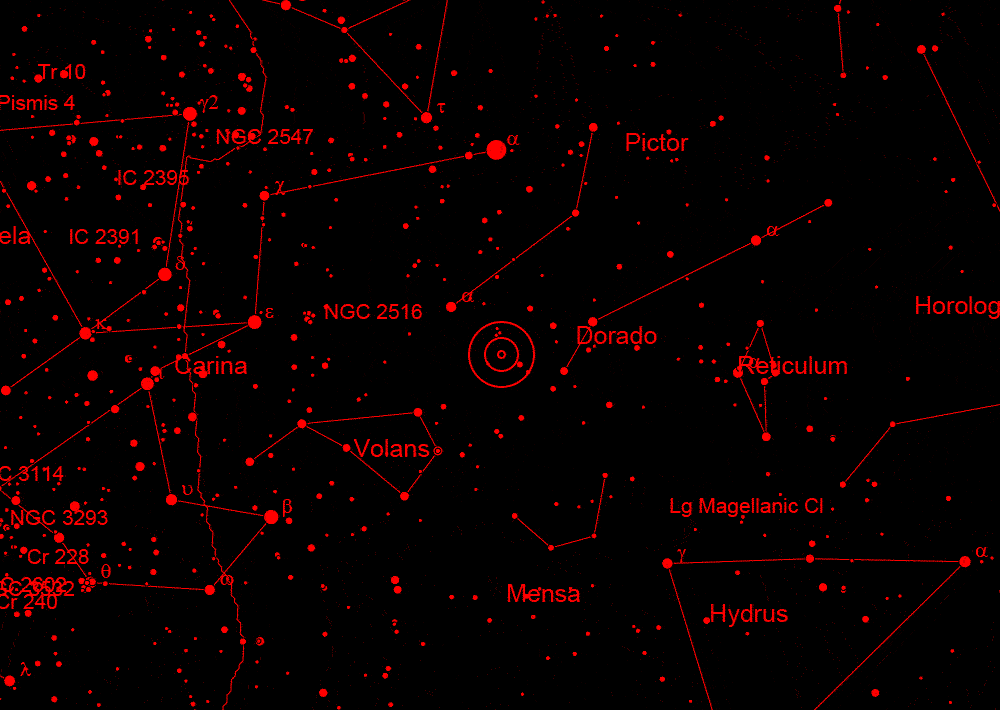 Tr 10
Pismis 4
γ2
τ
NGC 2547
α
Pictor
IC 2395
χ
α
ela
IC 2391
δ
α
ε
NGC 2516
Horolog
κ
Dorado
Carina
Reticulum
α
Volans
C 3114
υ
β
Lg Magellanic Cl
NGC 3293
Cr 228
γ
α
θ
ω
Mensa
Cr 240
Hydrus
λ